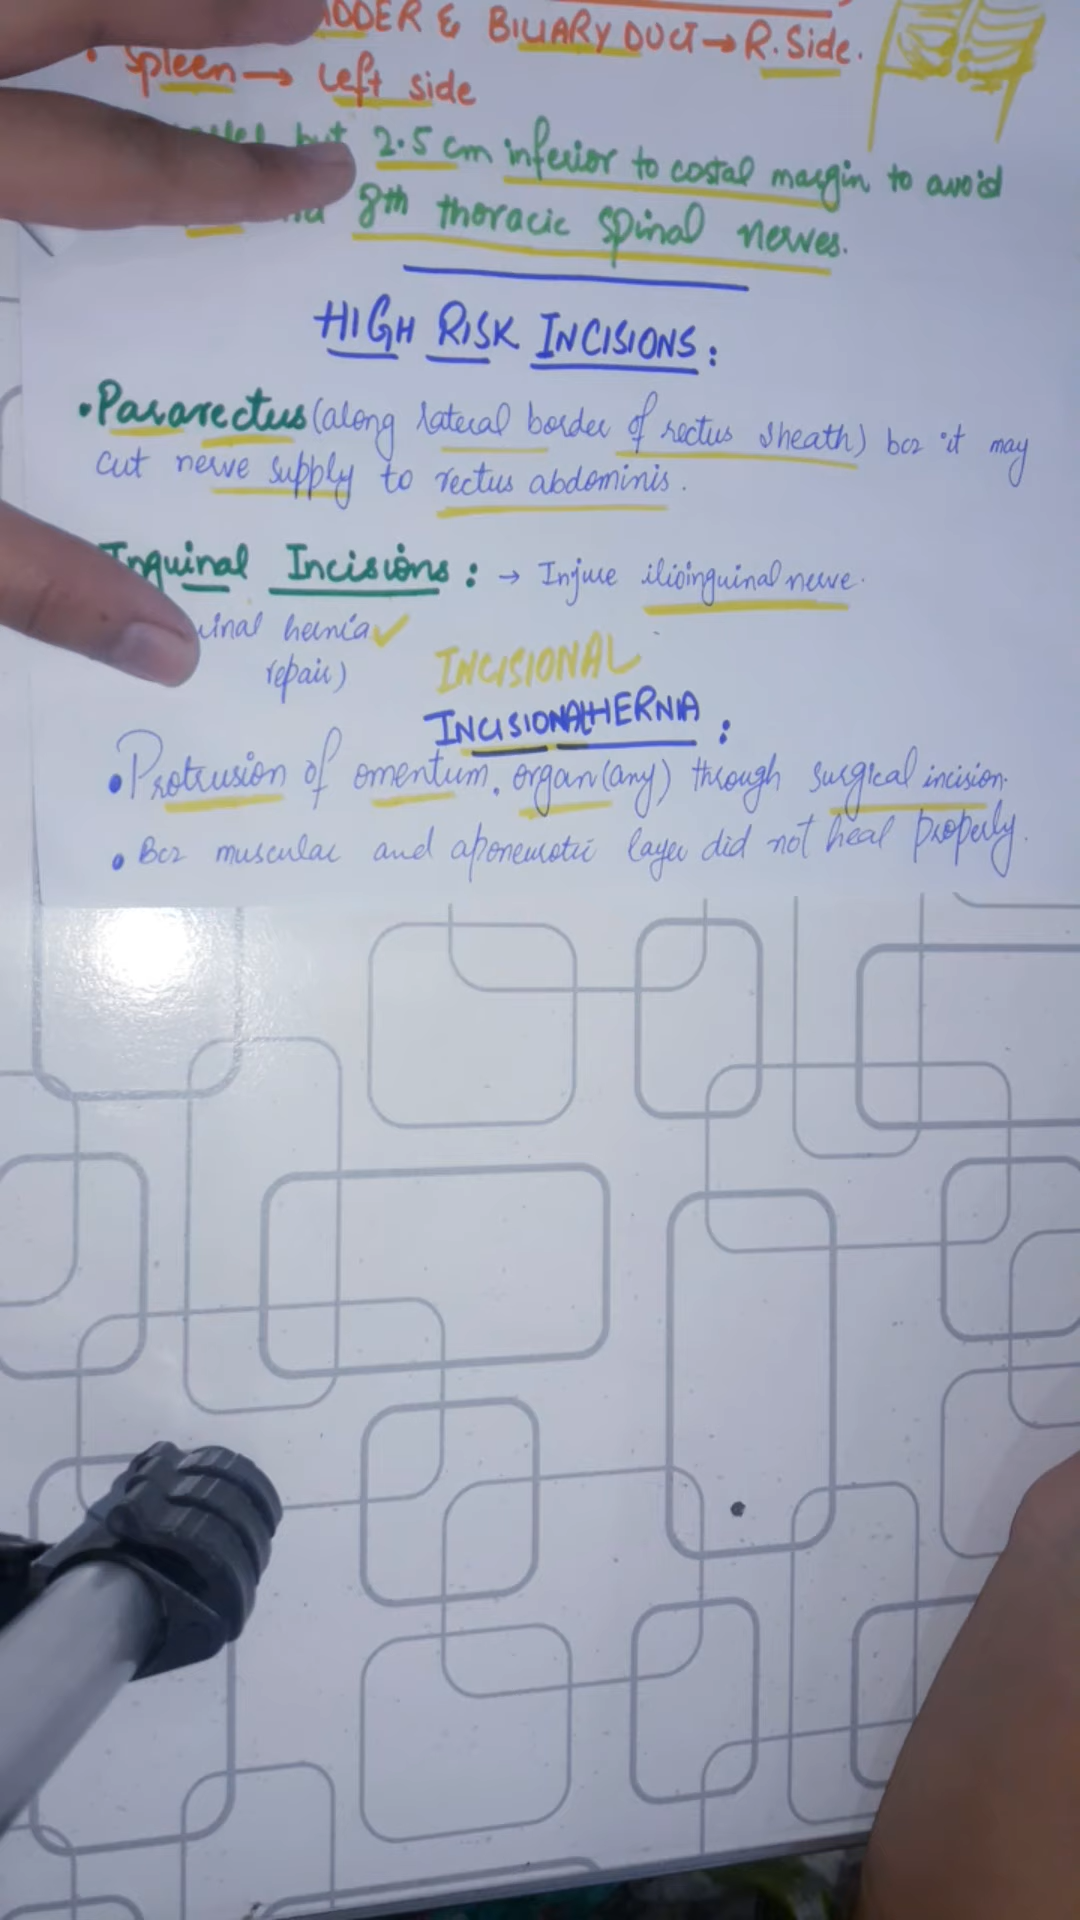 DDER & BILIARY DUCT → R. Side.
• Spleen → left side
but 2.5 cm inferior to costal margin to avoid
8th thoracic spinal nerves.
HIGH RISK INCISIONS:
• Pararectus (along lateral border of rectus sheath) bcz it may
cut nerve supply to rectus abdominis.
Inguinal Incisions: → Injure ilioinguinal nerve.
hernia ✓
repair)
INCISIONAL
INCISIONAL HERNIA:
• Protrusion of omentum, organ (any) through surgical incision.
• Bcz muscular and aponeurotic layer did not heal properly.